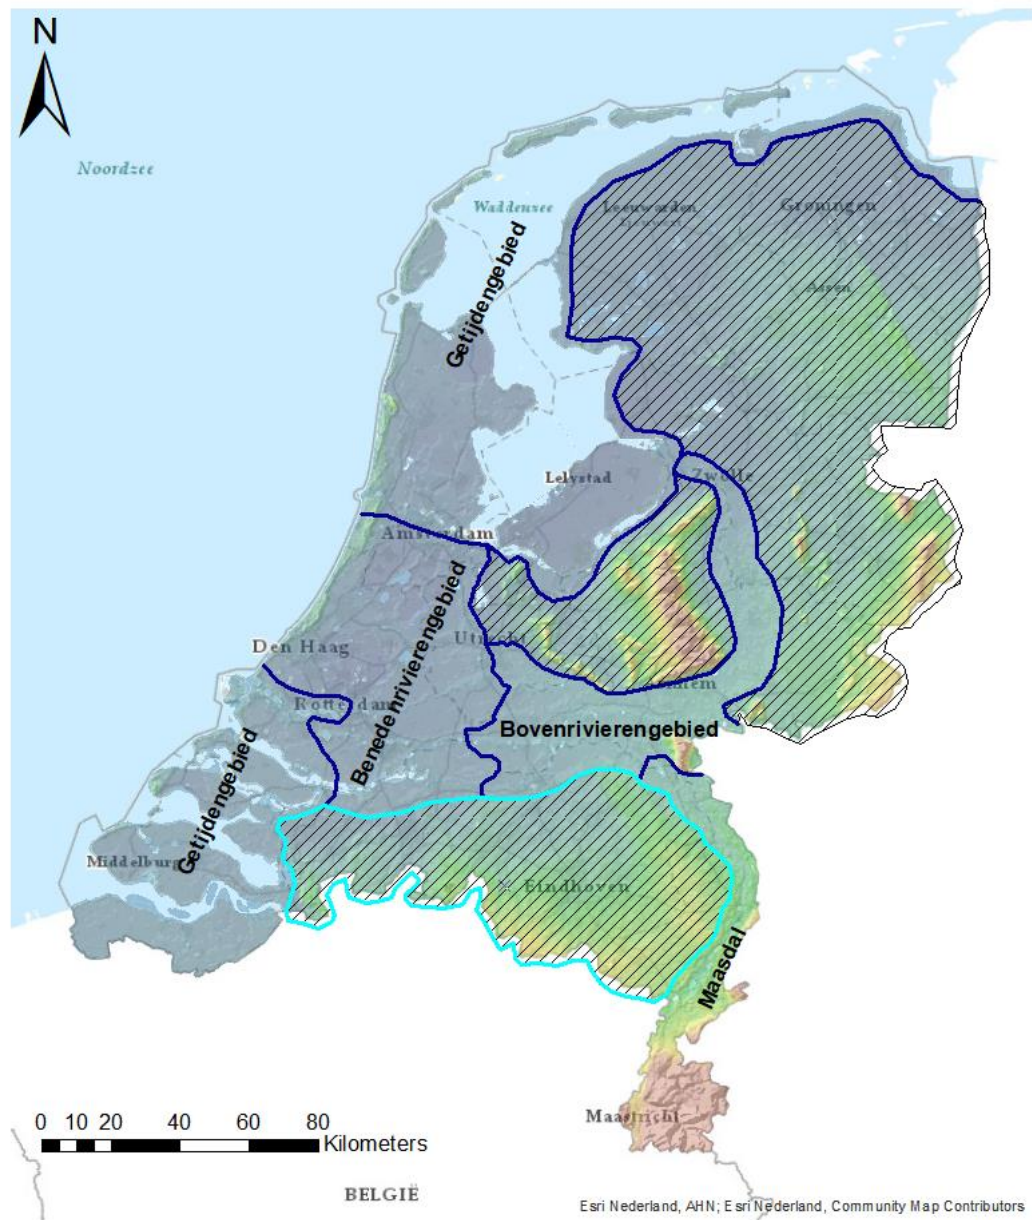 N
Noordzee
Waddenzee
Leeuwarden
Groningen
Assen
Getijdengebied
Lelystad
Zwolle
Amsterdam
Benedenrivierengebied
Utrecht
Den Haag
Rotterdam
Bovenrivierengebied
Getijdengebied
Middelburg
Eindhoven
Maasdal
0 10 20 40 60 80
Kilometers
Maastricht
BELGIË
Esri Nederland, AHN; Esri Nederland, Community Map Contributors